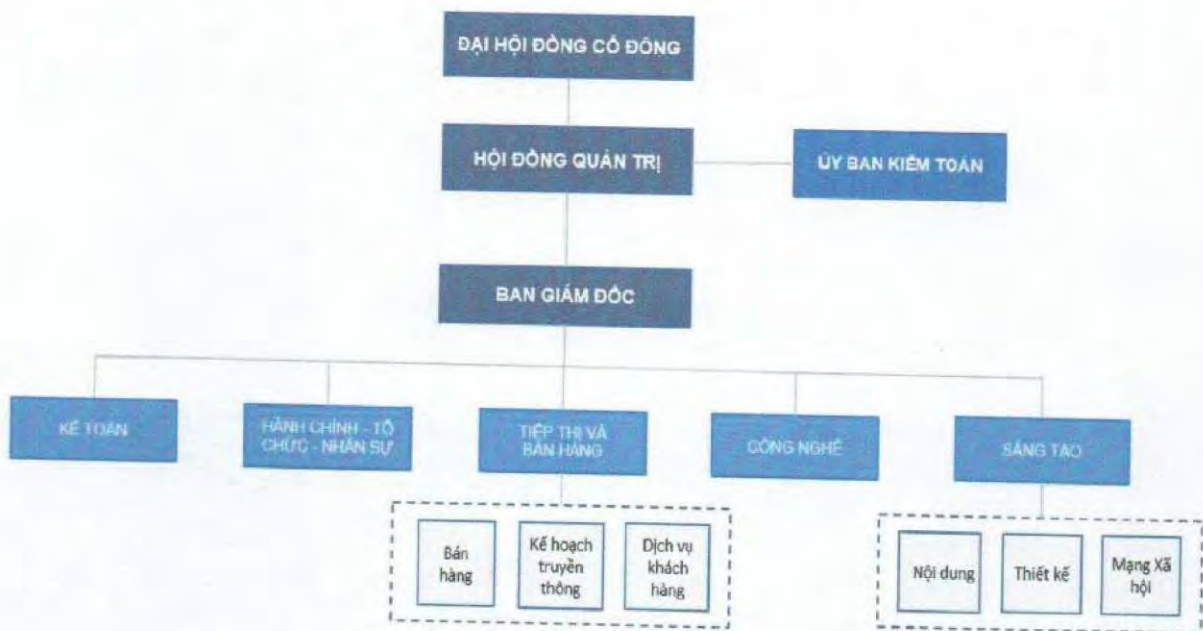 ĐẠI HỘI ĐỒNG CỔ ĐÔNG
HỘI ĐỒNG QUẢN TRỊ
ỦY BAN KIỂM TOÁN
BAN GIÁM ĐỐC
KẾ TOÁN
HÀNH CHÍNH - TỔ
CHỨC - NHÂN SỰ
TIẾP THỊ VÀ
BÁN HÀNG
CÔNG NGHỆ
SÁNG TẠO
Bán
hàng
Kế hoạch
truyền
thông
Dịch vụ
khách
hàng
Nội dung
Thiết kế
Mạng Xã
hội